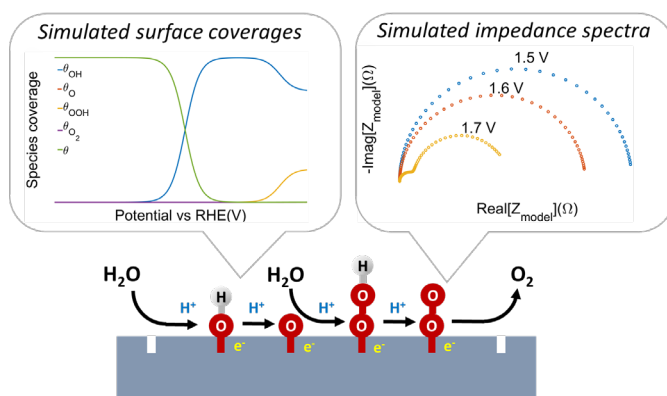 Simulated surface coverages
Species coverage
θOH
θO
θOOH
θO2
θ
Potential vs RHE(V)
Simulated impedance spectra
-Imag[Zmodel](Ω)
1.5 V
1.6 V
1.7 V
Real[Zmodel](Ω)
H2O
H+
H
O
e-
H+
O
H2O
H+
H
O
O
e-
H+
O
O
e-
O2